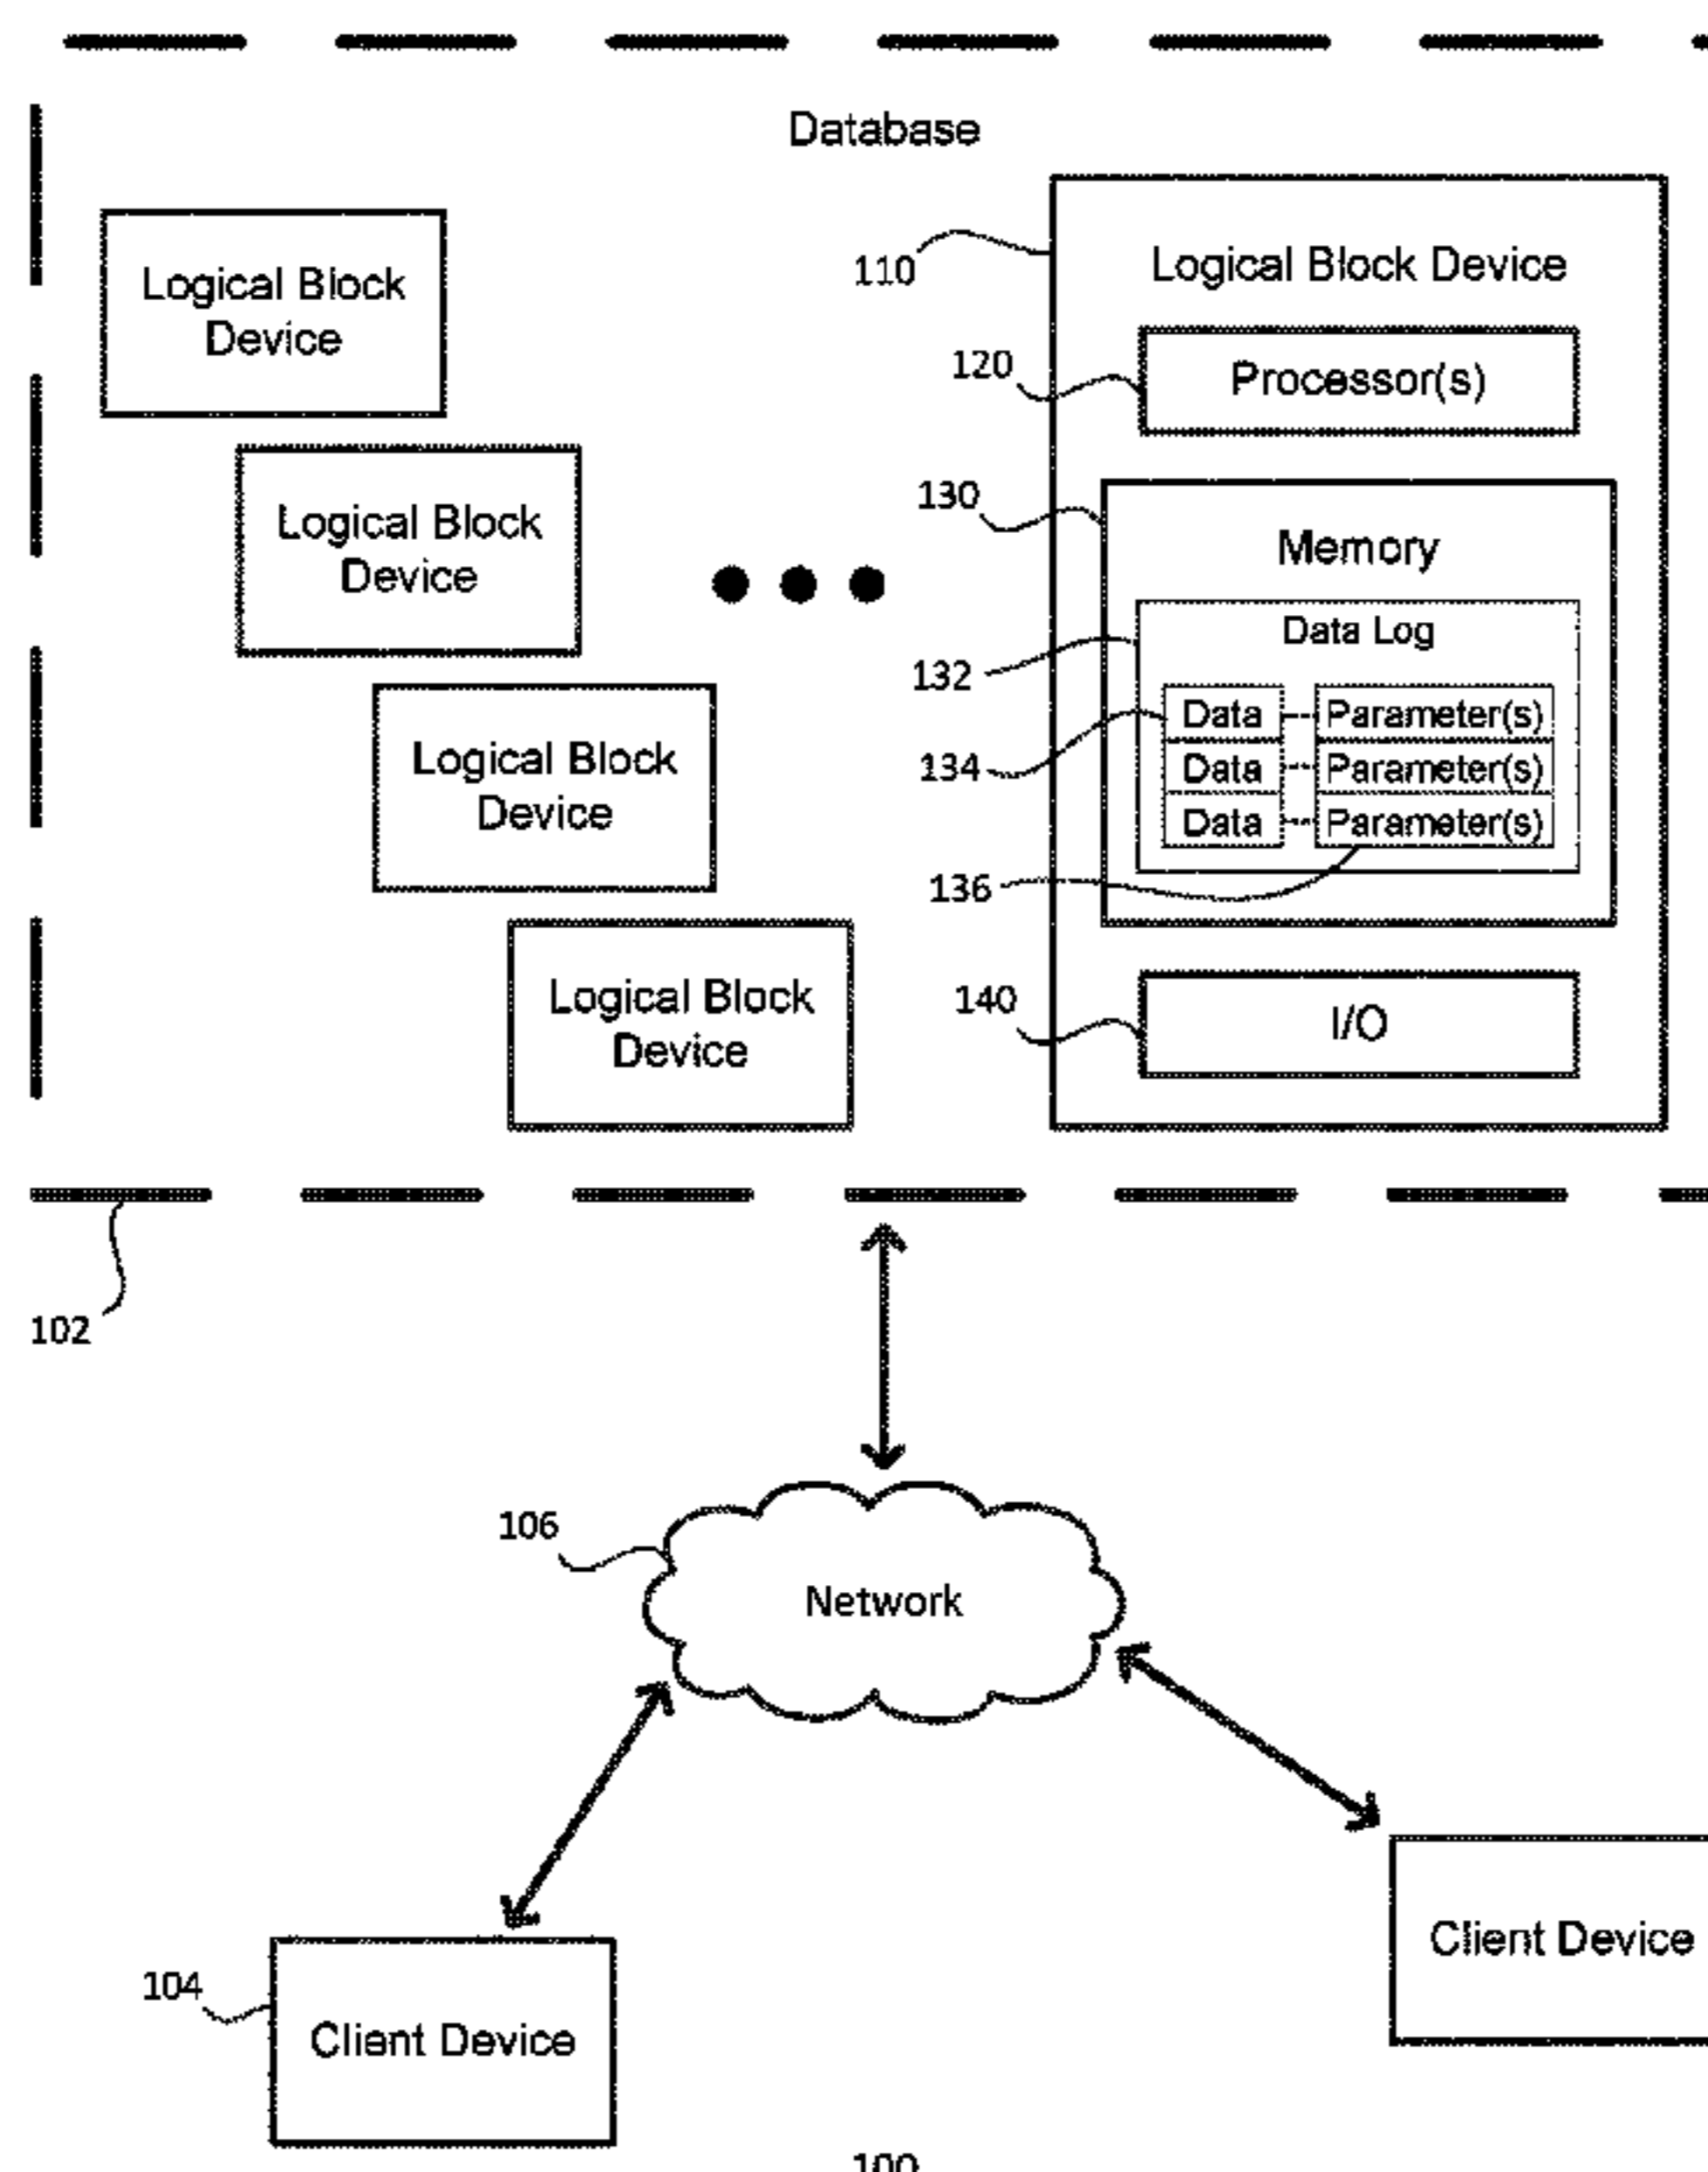 Database
Logical Block
Device
Logical Block
Device
Logical Block
Device
Logical Block
Device
110
Logical Block Device
120
Processor(s)
130
Memory
132
Data Log
134
Data
Parameter(s)
Data
Parameter(s)
Data
Parameter(s)
136
140
I/O
102
106
Network
104
Client Device
Client Device
100